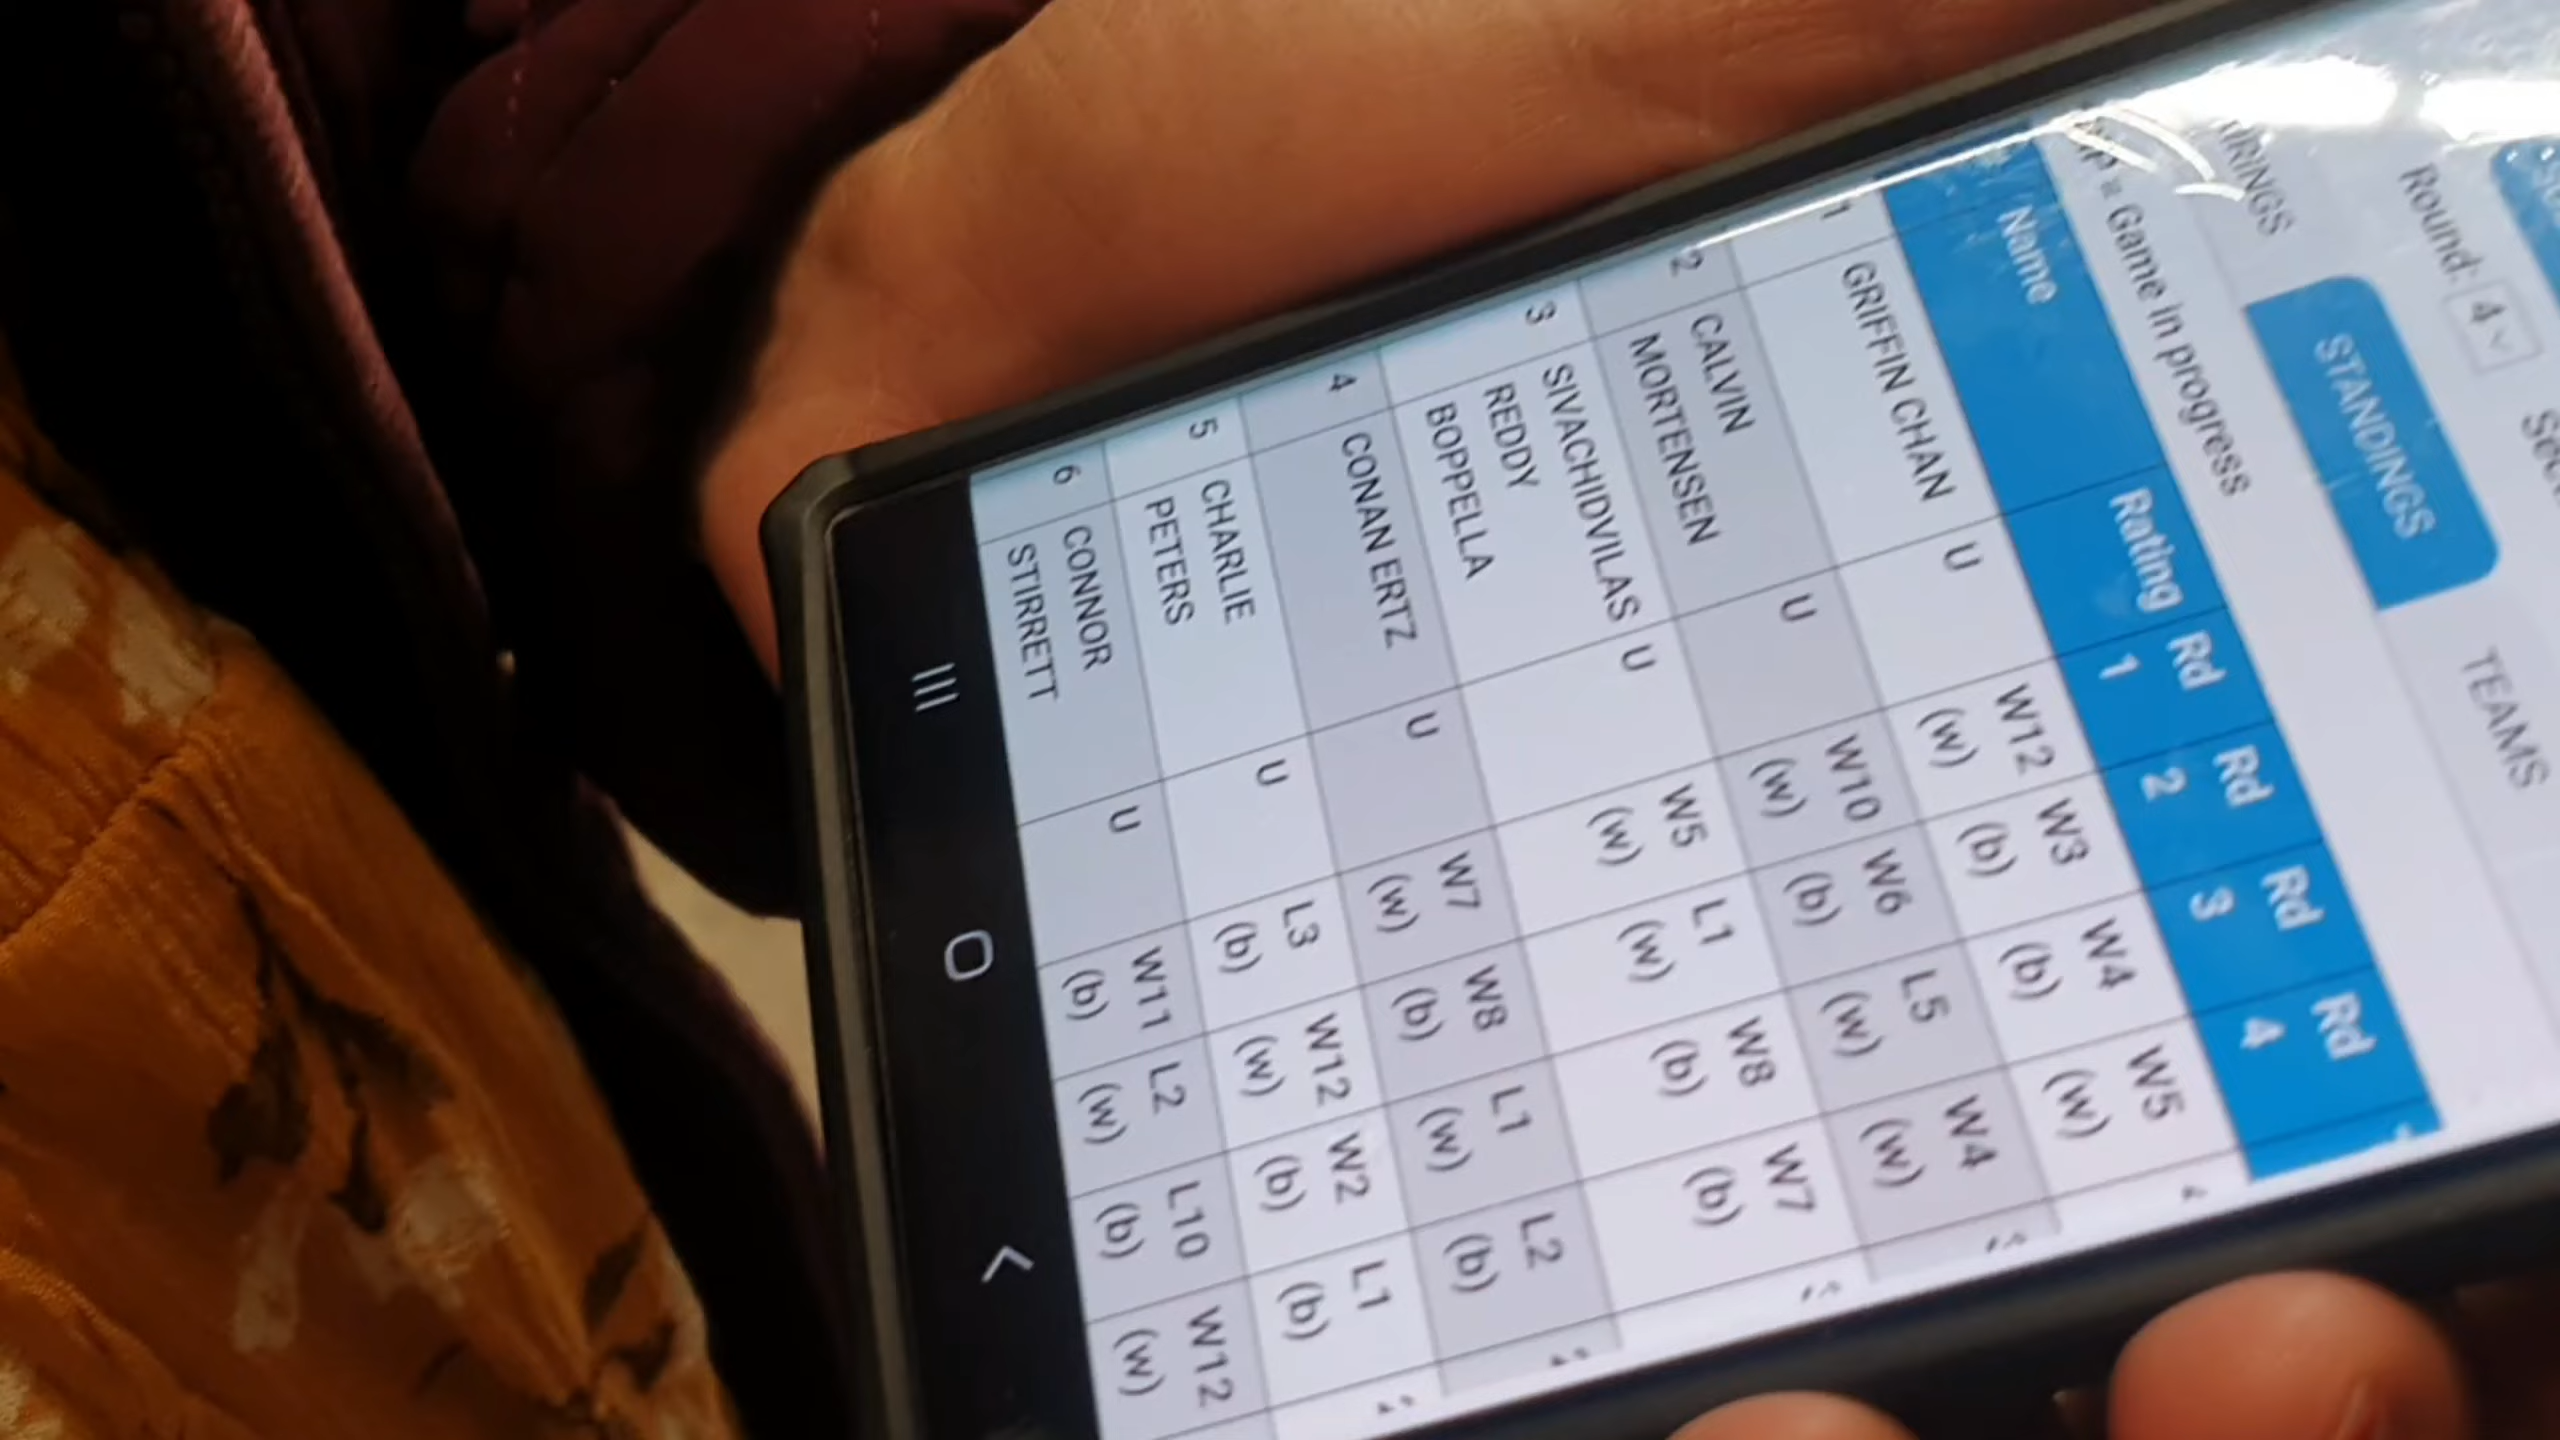 Round: 4
STANDINGS
TEAMS
= Game in progress
Name Rating Rd 1 Rd 2 Rd 3 Rd 4
1 GRIFFIN CHAN U W12 (w) W3 (b) W4 (b) W5 (w)
2 CALVIN MORTENSEN U W10 (w) W6 (b) L5 (w) W4 (w)
3 SIVACHIDVILAS REDDY BOPPELLA U W5 (w) L1 (w) W8 (b) W7 (b)
4 CONAN ERTZ U W7 (w) W8 (b) L1 (w) L2 (b)
5 CHARLIE PETERS U L3 (b) W12 (w) W2 (b) L1 (b)
6 CONNOR STIRRETT U W11 (b) L2 (w) L10 (b) W12 (w)